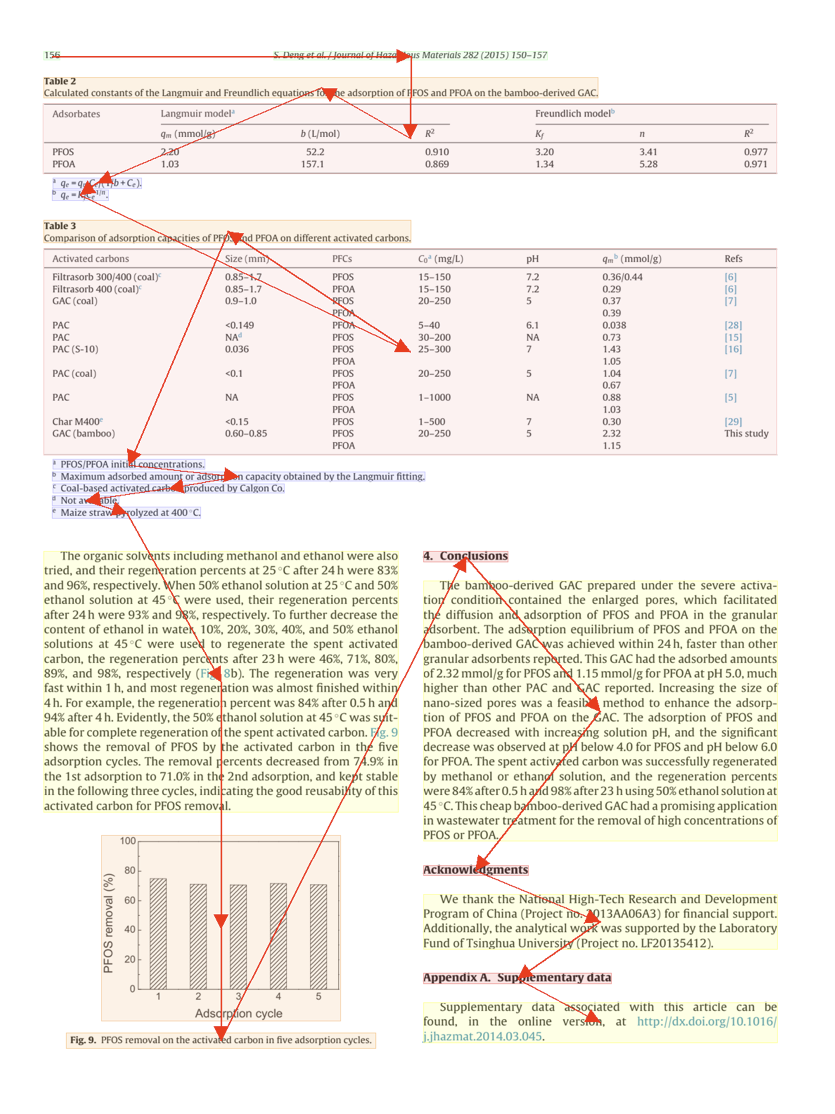 156
S. Deng et al. / Journal of Hazardous Materials 282 (2015) 150–157
Table 2
Calculated constants of the Langmuir and Freundlich equations for the adsorption of PFOS and PFOA on the bamboo-derived GAC.
Adsorbates Langmuir modelᵃ Freundlich modelᵇ
qm (mmol/g) b (L/mol) R² Kf n R²
PFOS 2.20 52.2 0.910 3.20 3.41 0.977
PFOA 1.03 157.1 0.869 1.34 5.28 0.971
ᵃ qe = qmCe/(1/b + Ce).
ᵇ qe = KfCe^1/n.
Table 3
Comparison of adsorption capacities of PFOS and PFOA on different activated carbons.
Activated carbons Size (mm) PFCs C0ᵃ (mg/L) pH qmᵇ (mmol/g) Refs
Filtrasorb 300/400 (coal)ᶜ 0.85–1.7 PFOS 15–150 7.2 0.36/0.44 [6]
Filtrasorb 400 (coal)ᶜ 0.85–1.7 PFOA 15–150 7.2 0.29 [6]
GAC (coal) 0.9–1.0 PFOS 20–250 5 0.37 [7]
PFOA 0.39
PAC <0.149 PFOA 5–40 6.1 0.038 [28]
PAC NAᵈ PFOS 30–200 NA 0.73 [15]
PAC (S-10) 0.036 PFOS 25–300 7 1.43 [16]
PFOA 1.05
PAC (coal) <0.1 PFOS 20–250 5 1.04 [7]
PFOA 0.67
PAC NA PFOS 1–1000 NA 0.88 [5]
PFOA 1.03
Char M400ᵉ <0.15 PFOS 1–500 7 0.30 [29]
GAC (bamboo) 0.60–0.85 PFOS 20–250 5 2.32 This study
PFOA 1.15
ᵃ PFOS/PFOA initial concentrations.
ᵇ Maximum adsorbed amount or adsorption capacity obtained by the Langmuir fitting.
ᶜ Coal-based activated carbon produced by Calgon Co.
ᵈ Not available.
ᵉ Maize straw pyrolyzed at 400 °C.
The organic solvents including methanol and ethanol were also
tried, and their regeneration percents at 25 °C after 24 h were 83%
and 96%, respectively. When 50% ethanol solution at 25 °C and 50%
ethanol solution at 45 °C were used, their regeneration percents
after 24 h were 93% and 98%, respectively. To further decrease the
content of ethanol in water, 10%, 20%, 30%, 40%, and 50% ethanol
solutions at 45 °C were used to regenerate the spent activated
carbon, the regeneration percents after 23 h were 46%, 71%, 80%,
89%, and 98%, respectively (Fig. 8b). The regeneration was very
fast within 1 h, and most regeneration was almost finished within
4 h. For example, the regeneration percent was 84% after 0.5 h and
94% after 4 h. Evidently, the 50% ethanol solution at 45 °C was suit-
able for complete regeneration of the spent activated carbon. Fig. 9
shows the removal of PFOS by the activated carbon in the five
adsorption cycles. The removal percents decreased from 74.9% in
the 1st adsorption to 71.0% in the 2nd adsorption, and kept stable
in the following three cycles, indicating the good reusability of this
activated carbon for PFOS removal.
PFOS removal (%)
100
80
60
40
20
0
1 2 3 4 5
Adsorption cycle
Fig. 9. PFOS removal on the activated carbon in five adsorption cycles.
4. Conclusions
The bamboo-derived GAC prepared under the severe activa-
tion condition contained the enlarged pores, which facilitated
the diffusion and adsorption of PFOS and PFOA in the granular
adsorbent. The adsorption equilibrium of PFOS and PFOA on the
bamboo-derived GAC was achieved within 24 h, faster than other
granular adsorbents reported. This GAC had the adsorbed amounts
of 2.32 mmol/g for PFOS and 1.15 mmol/g for PFOA at pH 5.0, much
higher than other PAC and GAC reported. Increasing the size of
nano-sized pores was a feasible method to enhance the adsorp-
tion of PFOS and PFOA on the GAC. The adsorption of PFOS and
PFOA decreased with increasing solution pH, and the significant
decrease was observed at pH below 4.0 for PFOS and pH below 6.0
for PFOA. The spent activated carbon was successfully regenerated
by methanol or ethanol solution, and the regeneration percents
were 84% after 0.5 h and 98% after 23 h using 50% ethanol solution at
45 °C. This cheap bamboo-derived GAC had a promising application
in wastewater treatment for the removal of high concentrations of
PFOS or PFOA.
Acknowledgments
We thank the National High-Tech Research and Development
Program of China (Project no. 2013AA06A3) for financial support.
Additionally, the analytical work was supported by the Laboratory
Fund of Tsinghua University (Project no. LF20135412).
Appendix A. Supplementary data
Supplementary data associated with this article can be
found, in the online version, at http://dx.doi.org/10.1016/
j.jhazmat.2014.03.045.